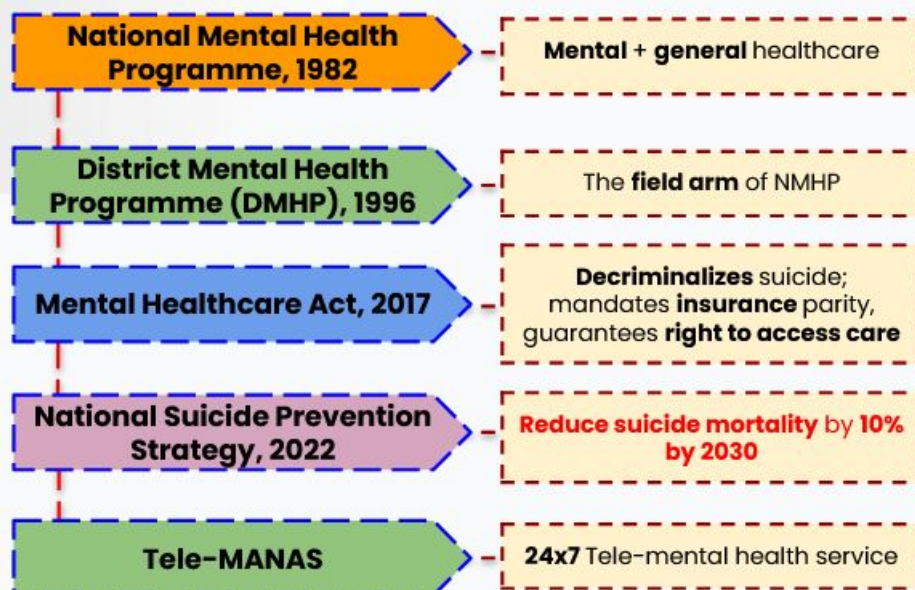 National Mental Health
Programme, 1982
Mental + general healthcare
District Mental Health
Programme (DMHP), 1996
The field arm of NMHP
Mental Healthcare Act, 2017
Decriminalizes suicide;
mandates insurance parity,
guarantees right to access care
National Suicide Prevention
Strategy, 2022
Reduce suicide mortality by 10%
by 2030
Tele-MANAS
24x7 Tele-mental health service